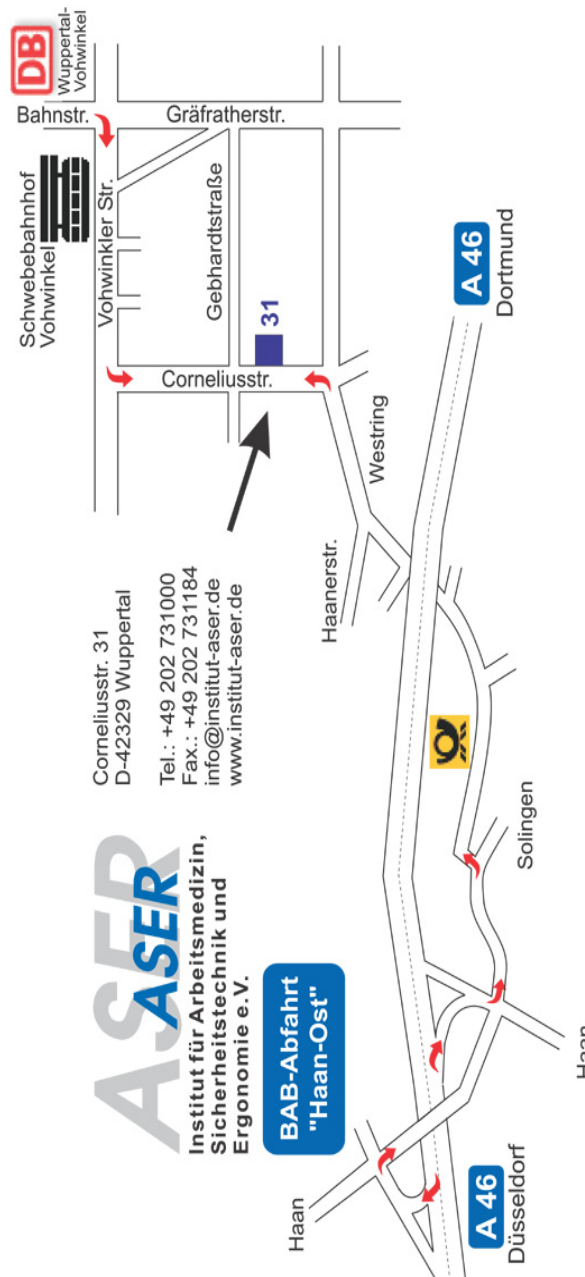 ASER
ASER
Institut für Arbeitsmedizin,
Sicherheitstechnik und
Ergonomie e.V.
Corneliusstr. 31
D-42329 Wuppertal
Tel.: +49 202 731000
Fax.: +49 202 731184
info@institut-aser.de
www.institut-aser.de
BAB-Abfahrt
"Haan-Ost"
Haan
A 46
Düsseldorf
Haan
Solingen
Haanerstr.
Westring
A 46
Dortmund
Corneliusstr.
31
Gebhardtstraße
Vohwinkler Str.
Schwebebahnhof
Vohwinkel
Bahnstr.
Gräfratherstr.
DB
Wuppertal-
Vohwinkel